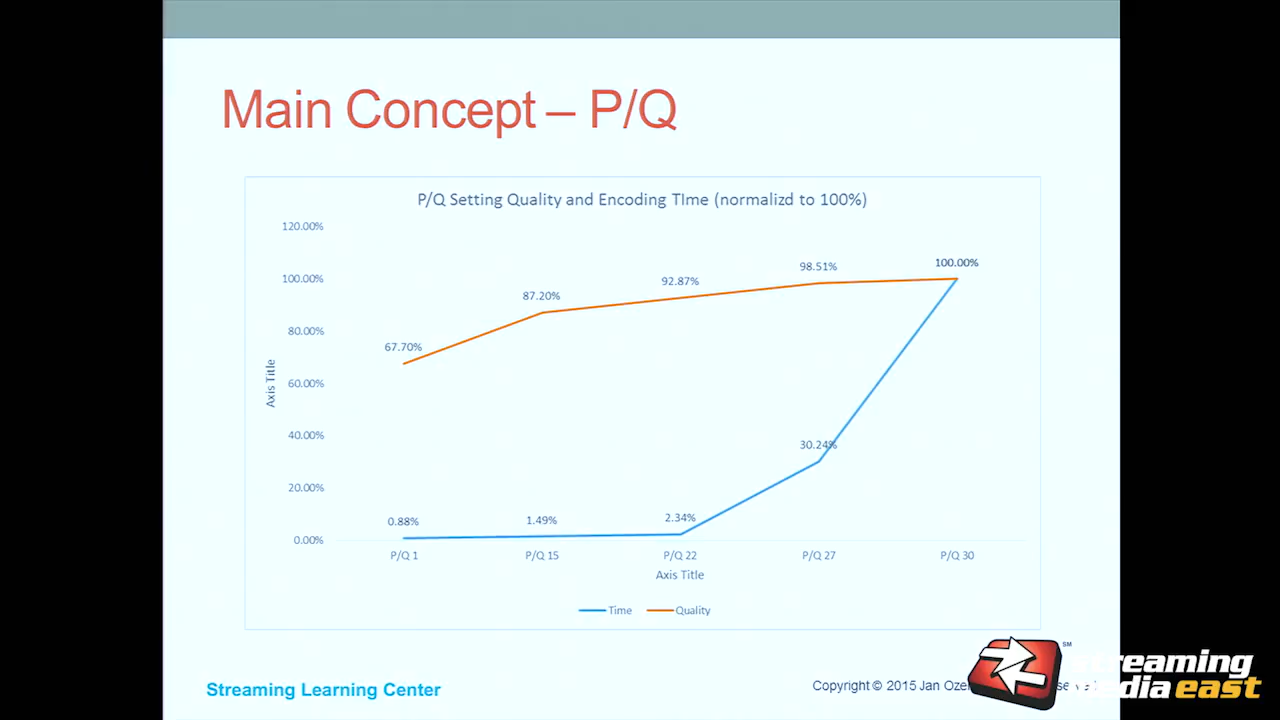 Main Concept – P/Q
P/Q Setting Quality and Encoding TIme (normalizd to 100%)
120.00%
100.00%
80.00%
60.00%
40.00%
20.00%
0.00%
Axis Title
67.70%
87.20%
92.87%
98.51%
100.00%
0.88%
1.49%
2.34%
30.24%
P/Q 1
P/Q 15
P/Q 22
P/Q 27
P/Q 30
Axis Title
Time
Quality
Streaming Learning Center
Copyright © 2015 Jan
SM
streaming
media east